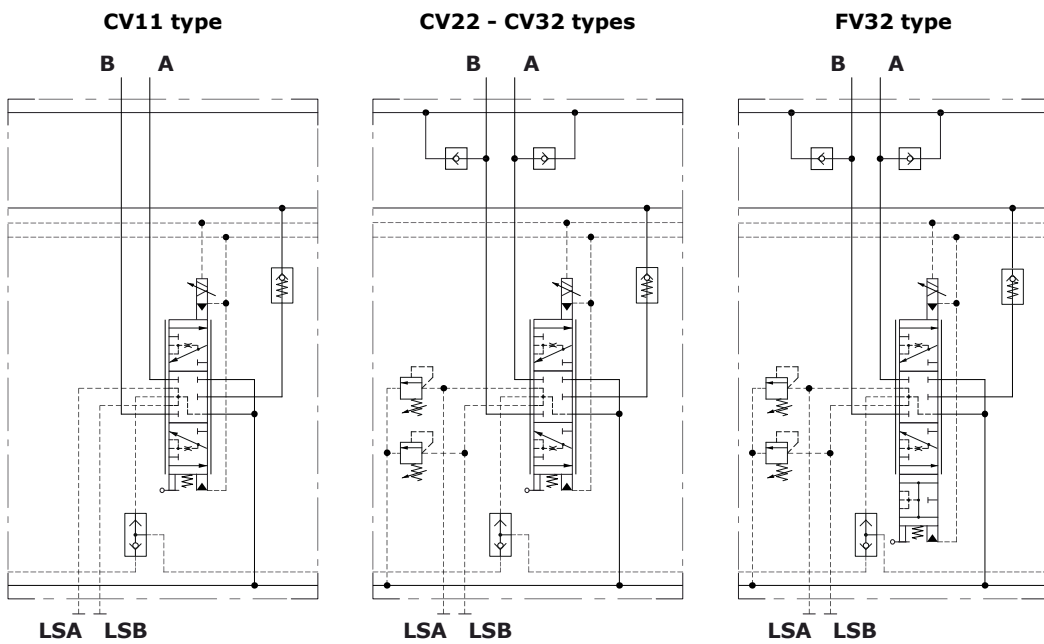 CV11 type CV22 - CV32 types FV32 type
B A B A B A
LSA LSB LSA LSB LSA LSB